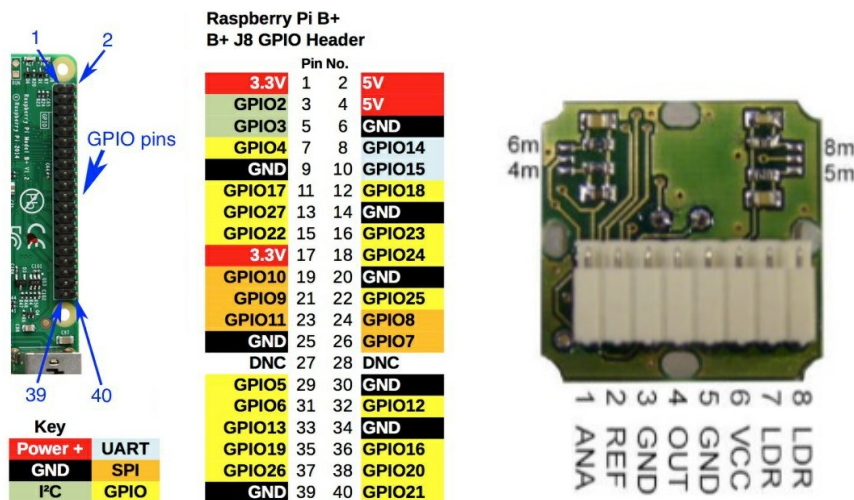 1 2
GPIO pins
39 40
Key
Power + UART
GND SPI
I²C GPIO
Raspberry Pi B+
B+ J8 GPIO Header
Pin No.
3.3V 1 2 5V
GPIO2 3 4 5V
GPIO3 5 6 GND
GPIO4 7 8 GPIO14
GND 9 10 GPIO15
GPIO17 11 12 GPIO18
GPIO27 13 14 GND
GPIO22 15 16 GPIO23
3.3V 17 18 GPIO24
GPIO10 19 20 GND
GPIO9 21 22 GPIO25
GPIO11 23 24 GPIO8
GND 25 26 GPIO7
DNC 27 28 DNC
GPIO5 29 30 GND
GPIO6 31 32 GPIO12
GPIO13 33 34 GND
GPIO19 35 36 GPIO16
GPIO26 37 38 GPIO20
GND 39 40 GPIO21
6m 8m
4m 5m
1 ANA
2 REF
3 GND
4 OUT
5 GND
6 VCC
7 LDR
8 LDR